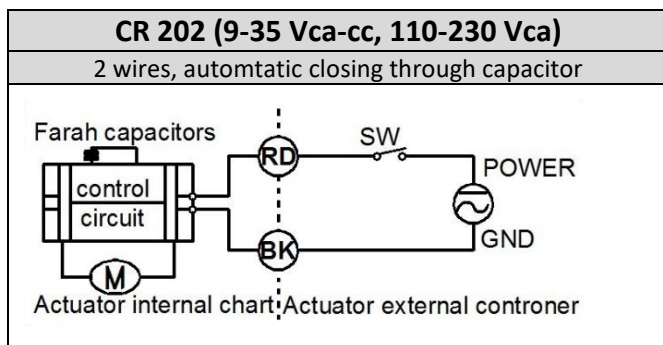 CR 202 (9-35 Vca-cc, 110-230 Vca)
2 wires, automtatic closing through capacitor
Farah capacitors
SW
RD
POWER
control
circuit
GND
BK
M
Actuator internal chart Actuator external controner